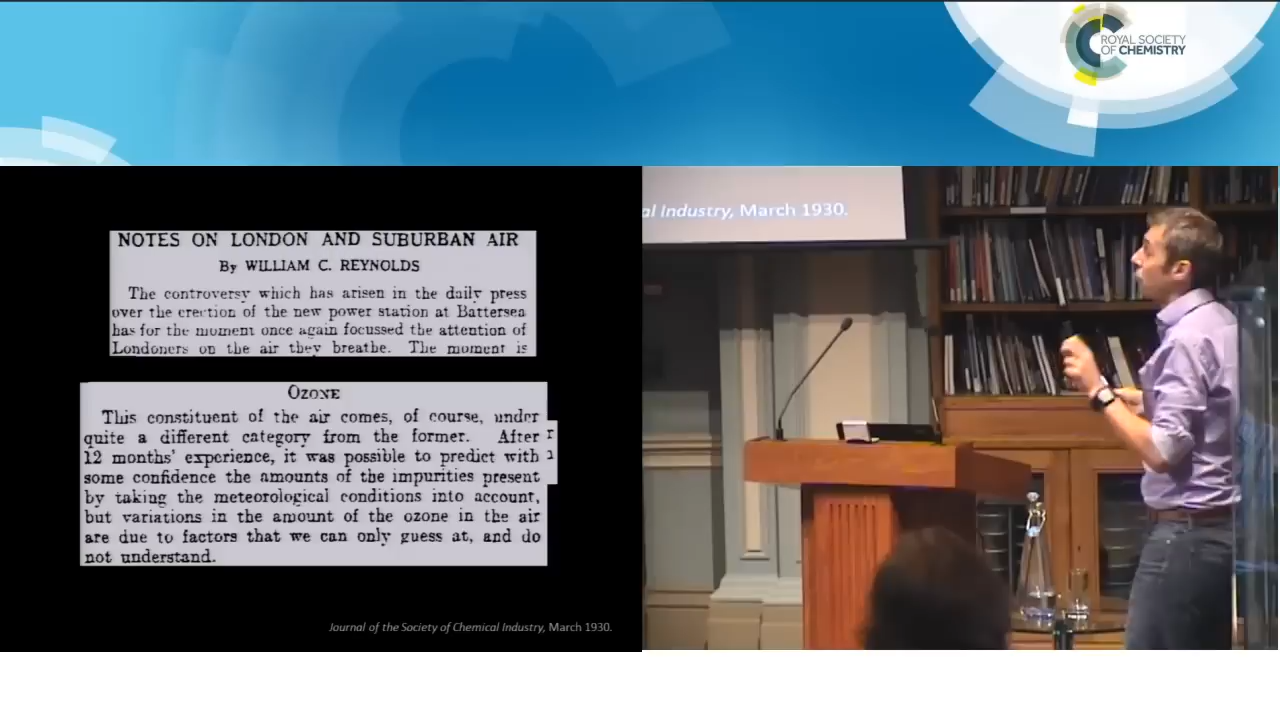 ROYAL SOCIETY
OF CHEMISTRY
NOTES ON LONDON AND SUBURBAN AIR
By WILLIAM C. REYNOLDS
The controversy which has arisen in the daily press
over the erection of the new power station at Battersea
has for the moment once again focussed the attention of
Londoners on the air they breathe. The moment is
OZONE
This constituent of the air comes, of course, under
quite a different category from the former. After
12 months' experience, it was possible to predict with
some confidence the amounts of the impurities present
by taking the meteorological conditions into account,
but variations in the amount of the ozone in the air
are due to factors that we can only guess at, and do
not understand.
Journal of the Society of Chemical Industry, March 1930.
al Industry, March 1930.